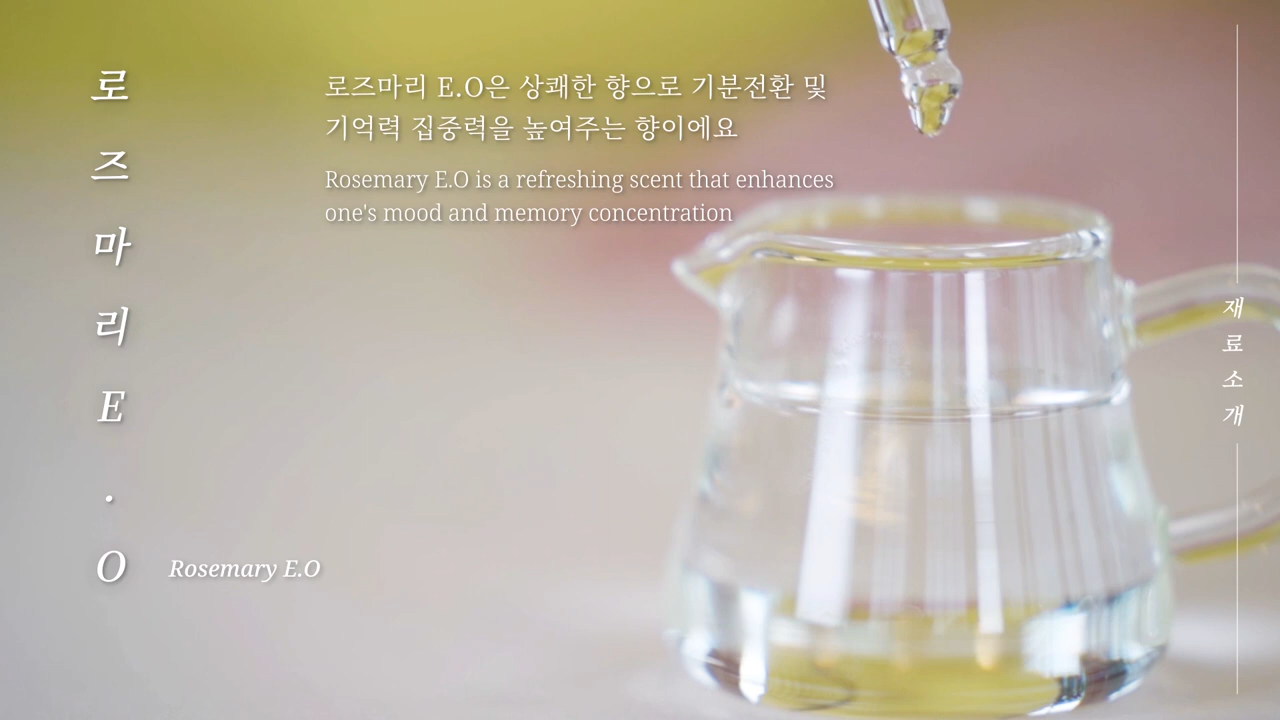 로즈마리 E.O
Rosemary E.O
로즈마리 E.O은 상쾌한 향으로 기분전환 및
기억력 집중력을 높여주는 향이에요
Rosemary E.O is a refreshing scent that enhances
one's mood and memory concentration
재료소개